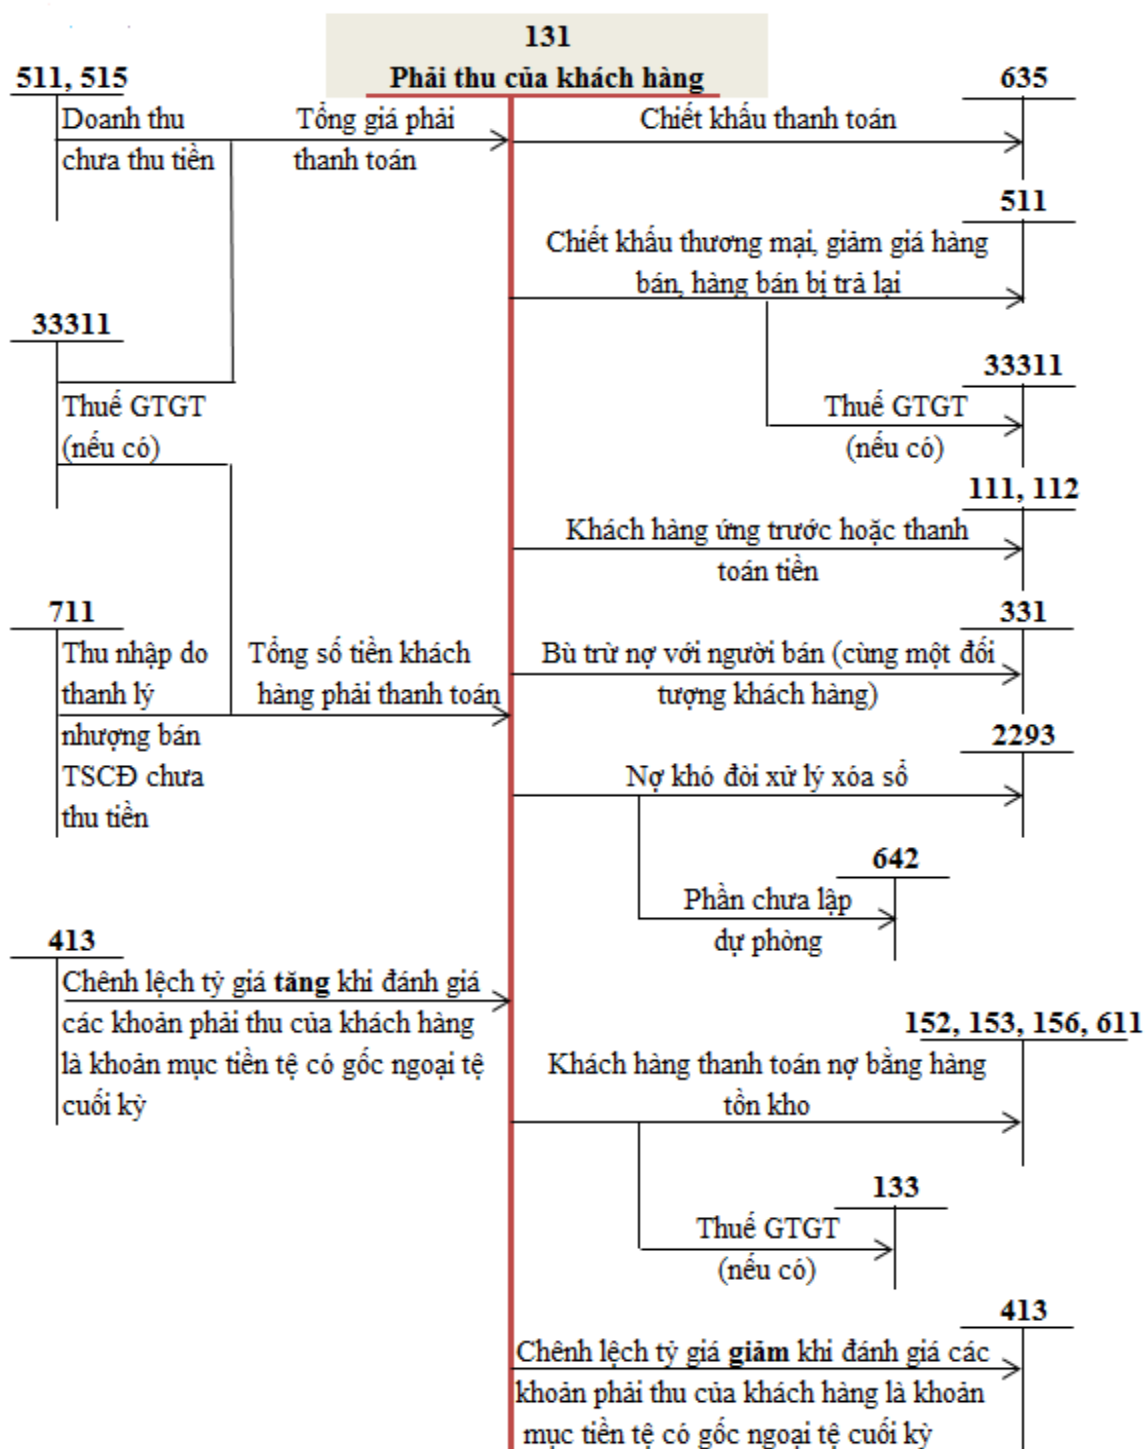 131
Phải thu của khách hàng
511, 515
Doanh thu
chưa thu tiền
Tổng giá phải
thanh toán
33311
Thuế GTGT
(nếu có)
711
Thu nhập do
thanh lý
nhượng bán
TSCĐ chưa
thu tiền
Tổng số tiền khách
hàng phải thanh toán
413
Chênh lệch tỷ giá tăng khi đánh giá
các khoản phải thu của khách hàng
là khoản mục tiền tệ có gốc ngoại tệ
cuối kỳ
635
Chiết khấu thanh toán
511
Chiết khấu thương mại, giảm giá hàng
bán, hàng bán bị trả lại
33311
Thuế GTGT
(nếu có)
111, 112
Khách hàng ứng trước hoặc thanh
toán tiền
331
Bù trừ nợ với người bán (cùng một đối
tượng khách hàng)
2293
Nợ khó đòi xử lý xóa sổ
642
Phần chưa lập
dự phòng
152, 153, 156, 611
Khách hàng thanh toán nợ bằng hàng
tồn kho
133
Thuế GTGT
(nếu có)
413
Chênh lệch tỷ giá giảm khi đánh giá các
khoản phải thu của khách hàng là khoản
mục tiền tệ có gốc ngoại tệ cuối kỳ